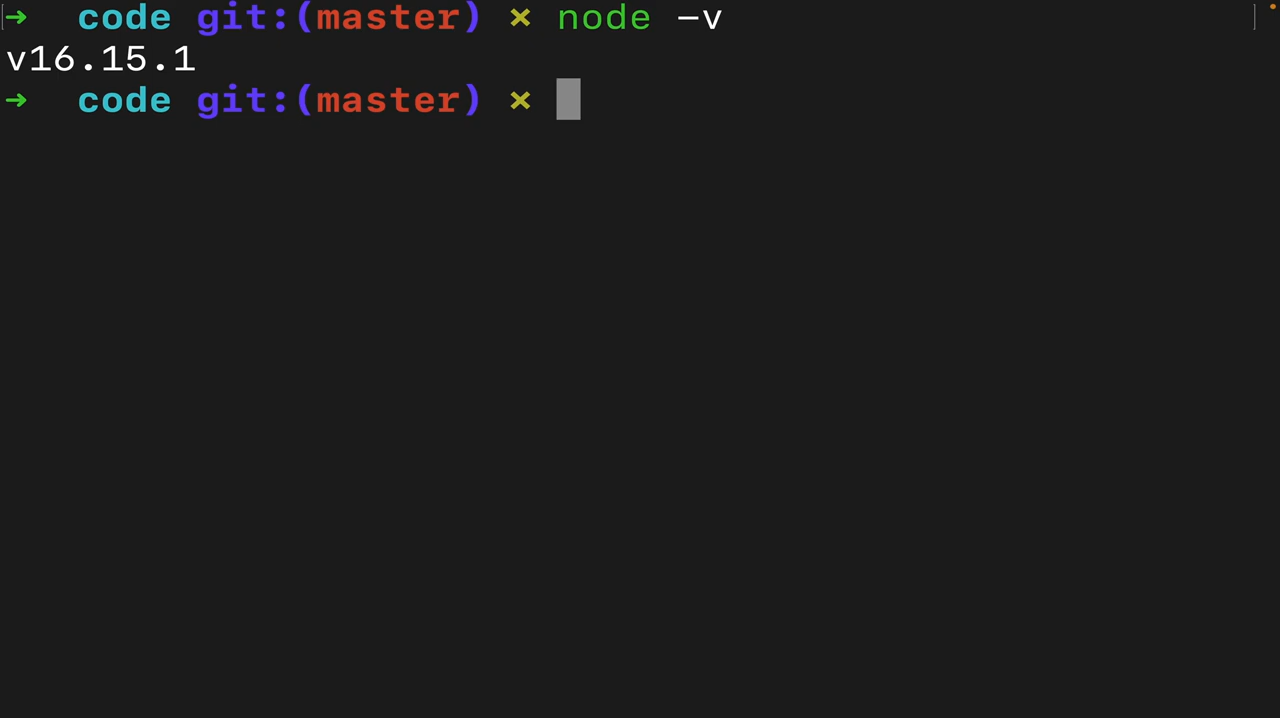 ➜ code git:(master) ✗ node -v
v16.15.1
➜ code git:(master) ✗